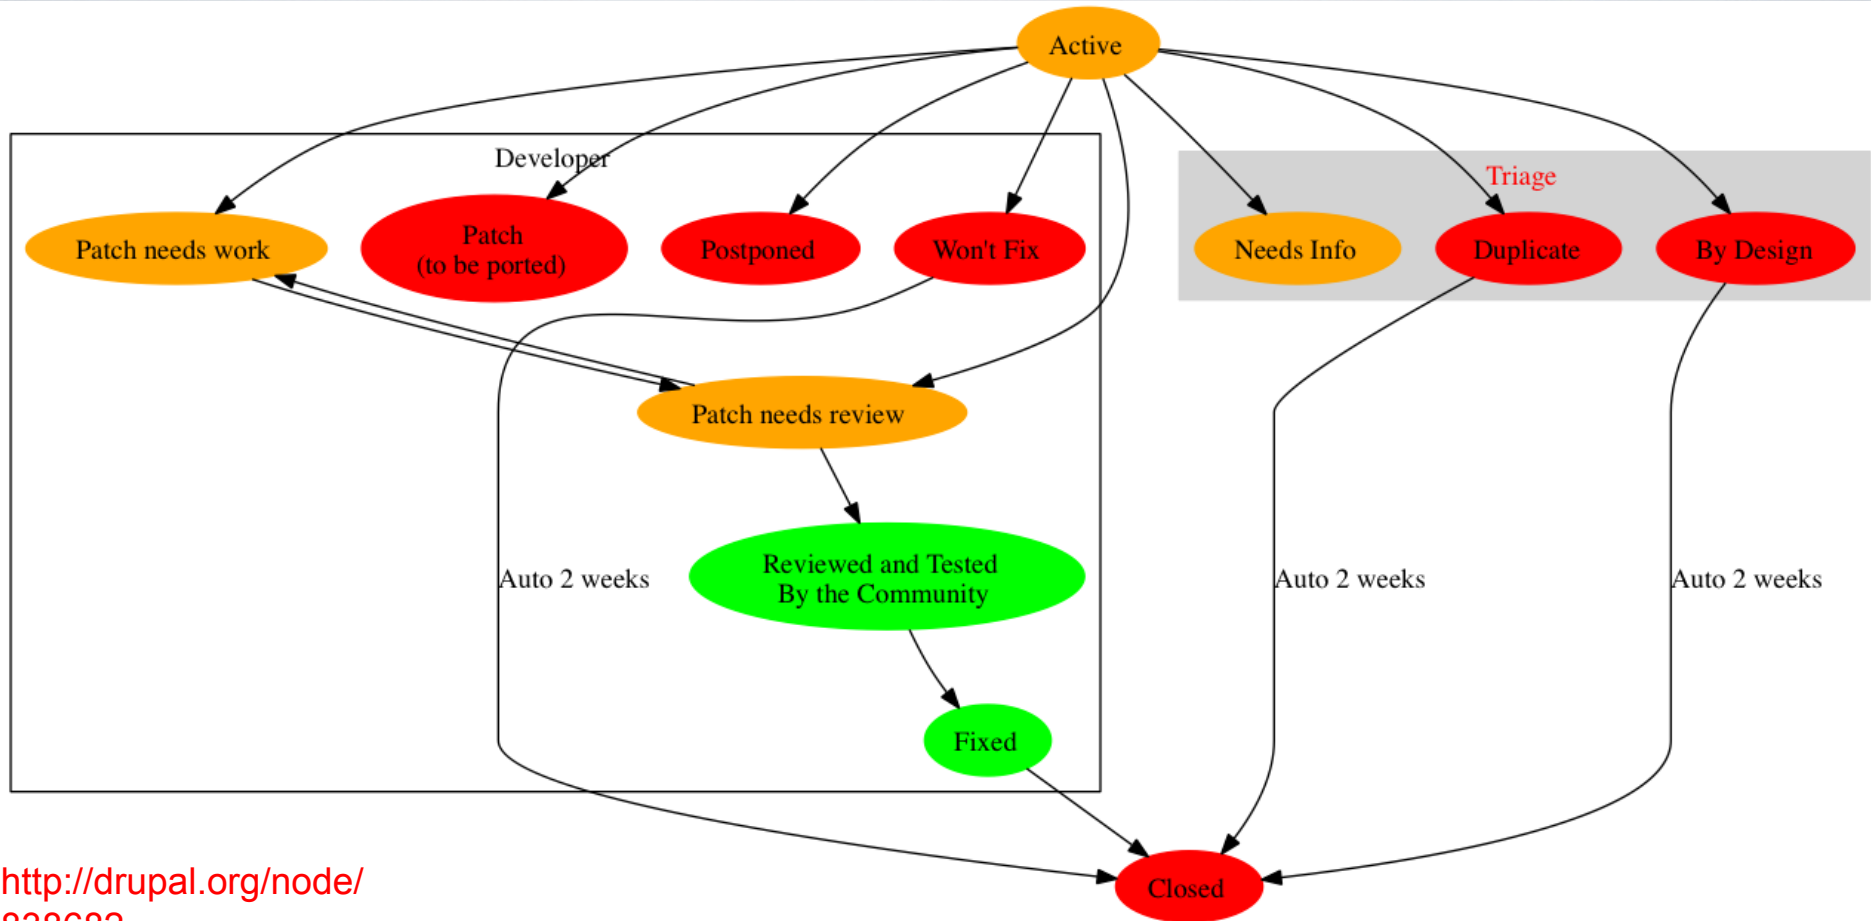 Active
Developer
Triage
Patch needs work
Patch
(to be ported)
Postponed
Won't Fix
Needs Info
Duplicate
By Design
Patch needs review
Reviewed and Tested
By the Community
Auto 2 weeks
Auto 2 weeks
Auto 2 weeks
Fixed
Closed
http://drupal.org/node/